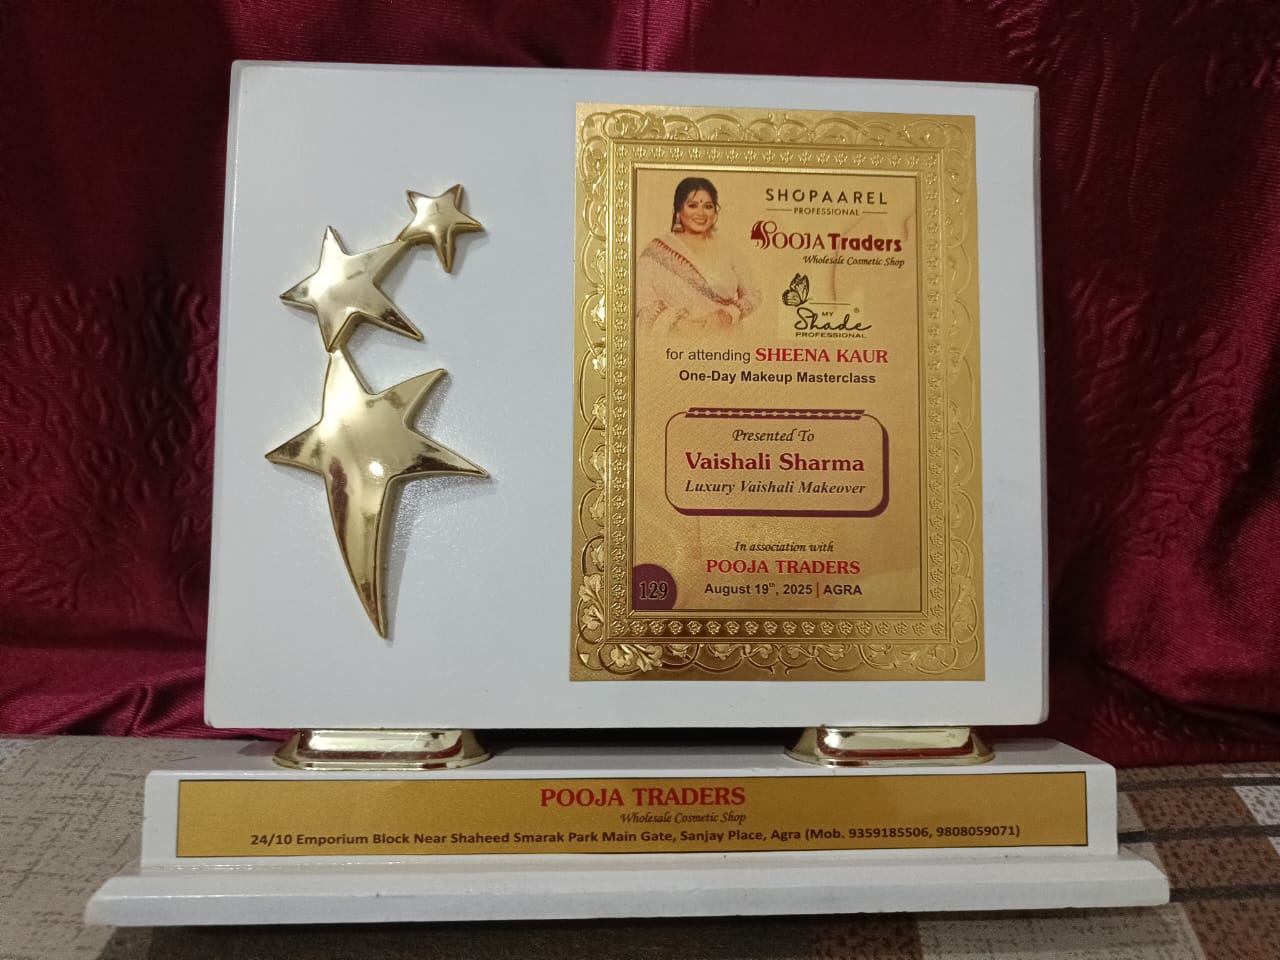 SHOPAAREL
PROFESSIONAL
POOJA Traders
Wholesale Cosmetic Shop
MY
Shade®
PROFESSIONAL
for attending SHEENA KAUR
One-Day Makeup Masterclass
Presented To
Vaishali Sharma
Luxury Vaishali Makeover
In association with
POOJA TRADERS
129
August 19th, 2025 | AGRA
POOJA TRADERS
Wholesale Cosmetic Shop
24/10 Emporium Block Near Shaheed Smarak Park Main Gate, Sanjay Place, Agra (Mob. 9359185506, 9808059071)